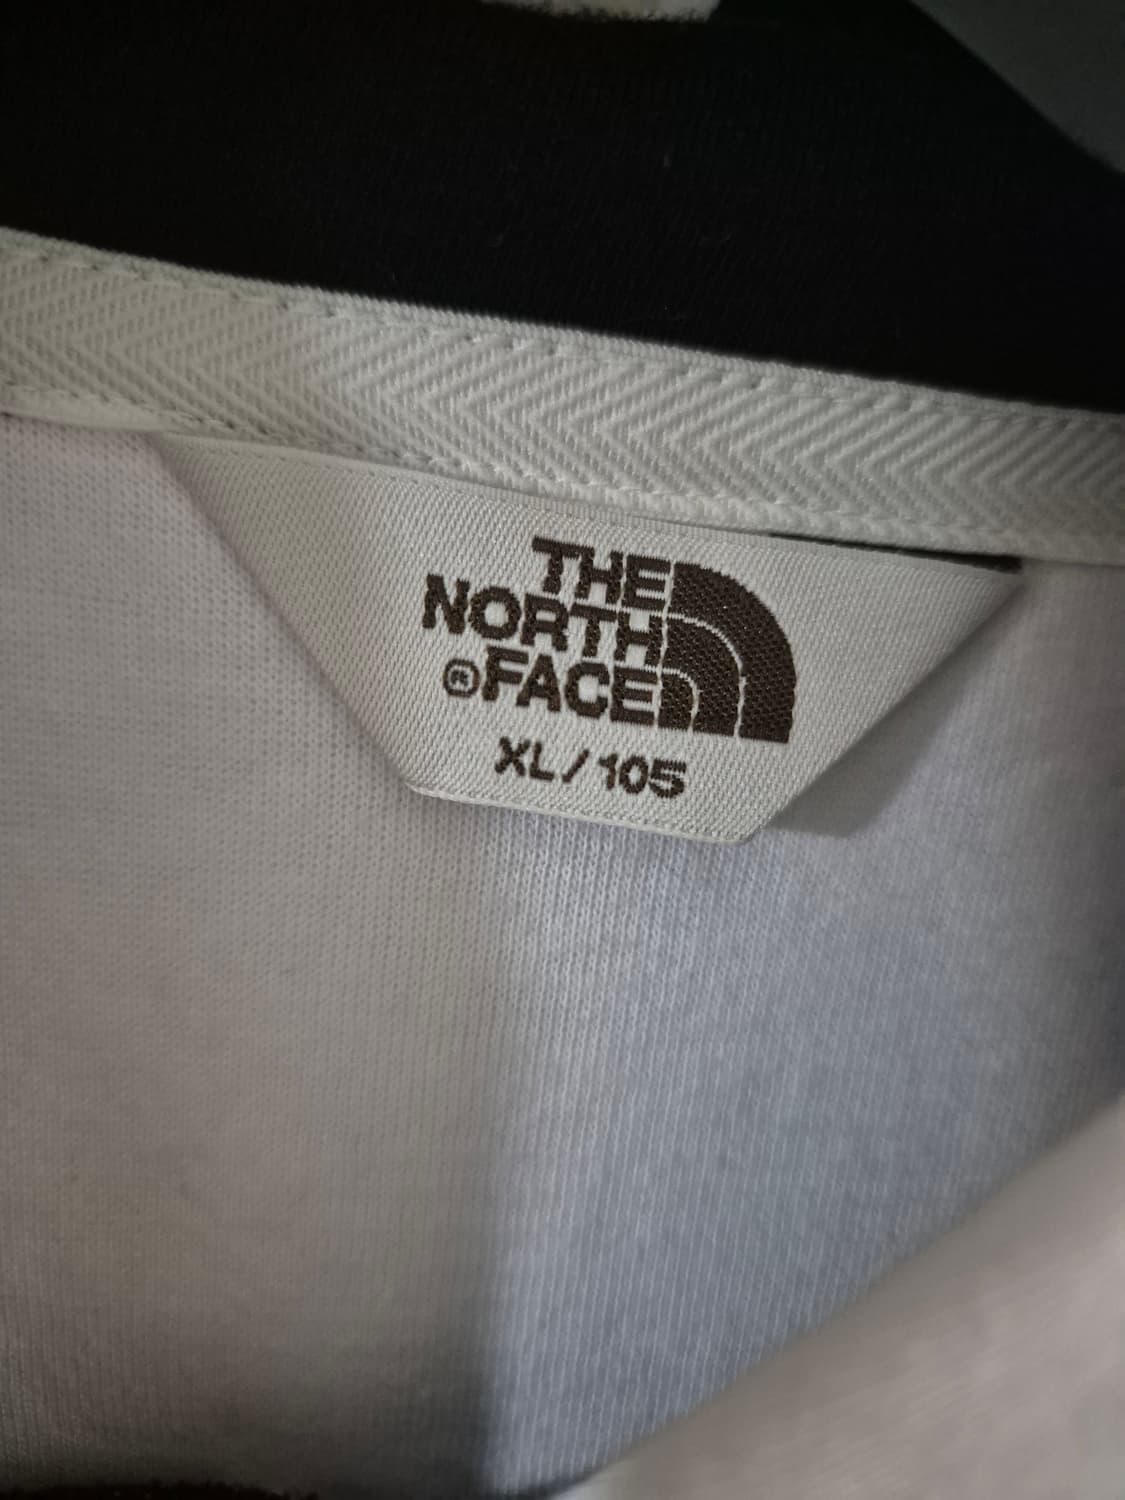 THE
NORTH
®FACE
XL/105